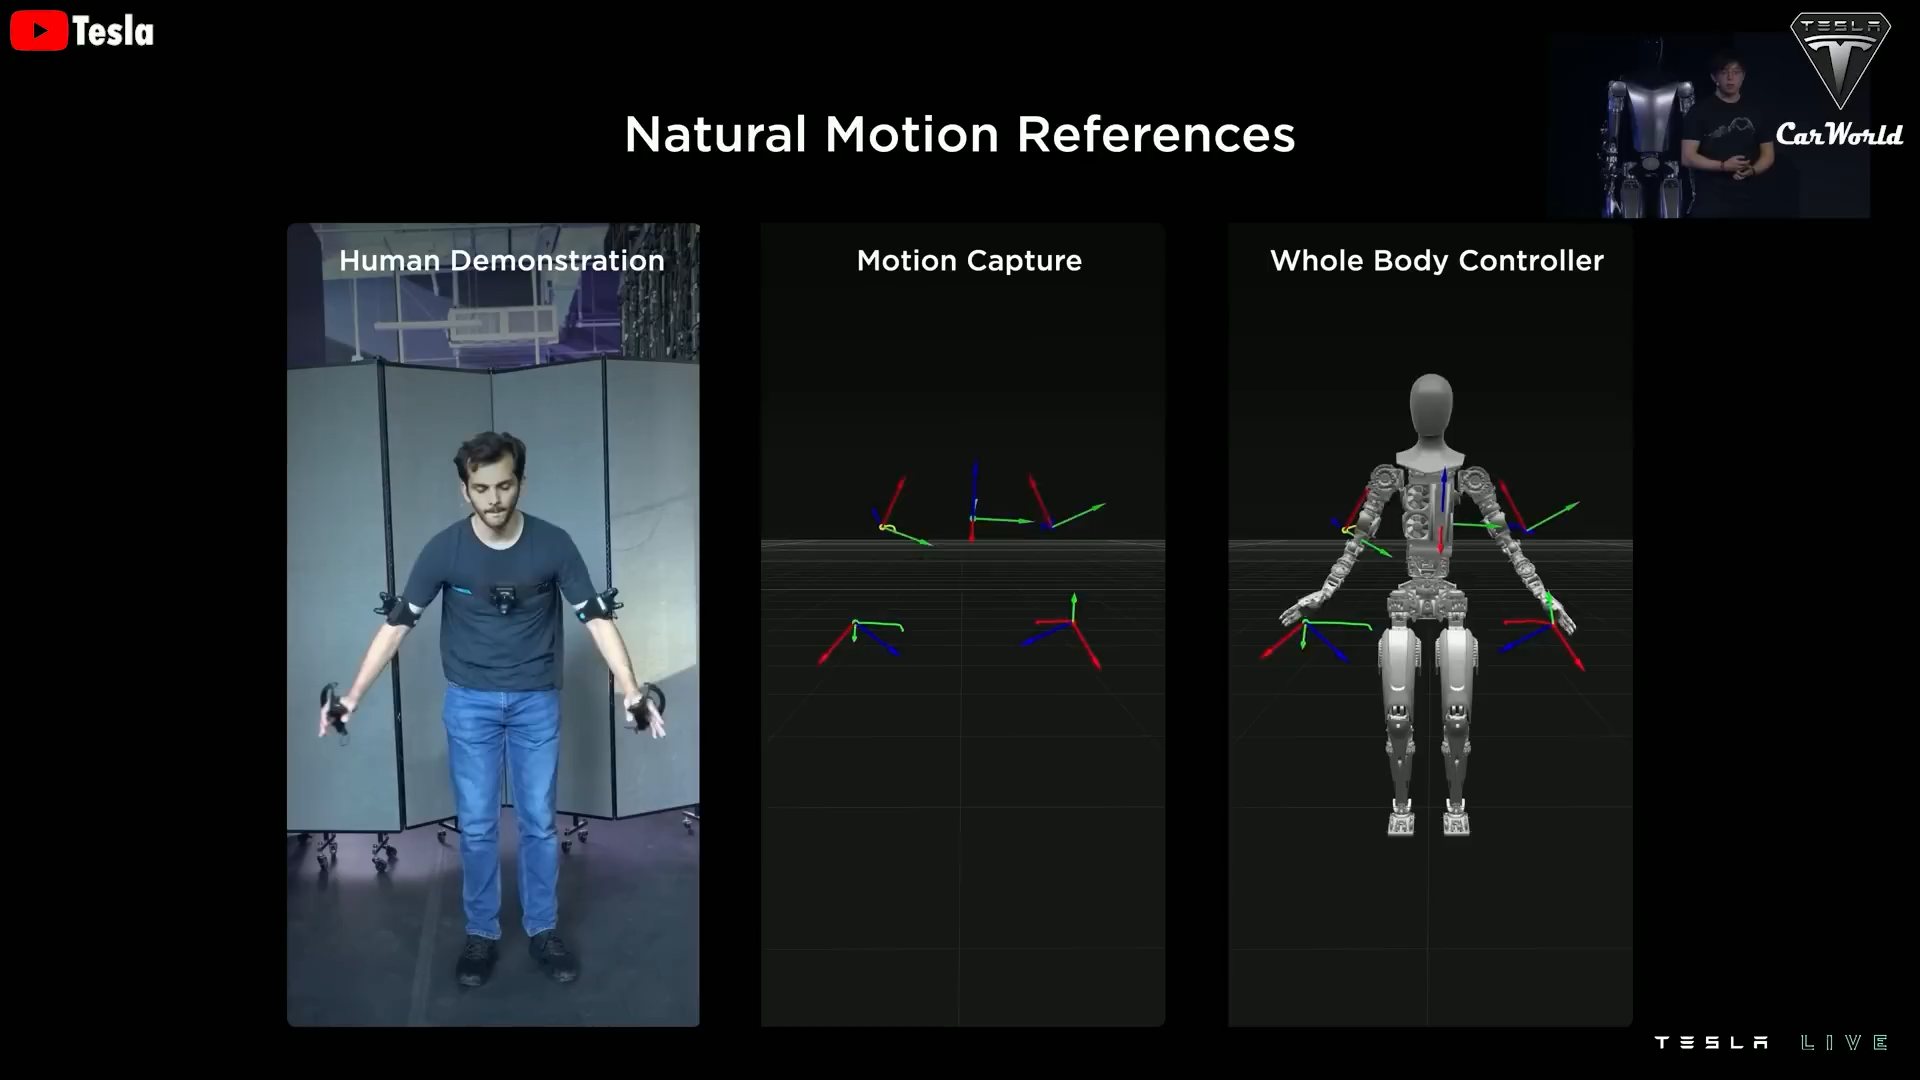 Tesla
TESLA
CarWorld
Natural Motion References
Human Demonstration
Motion Capture
Whole Body Controller
TESLA LIVE